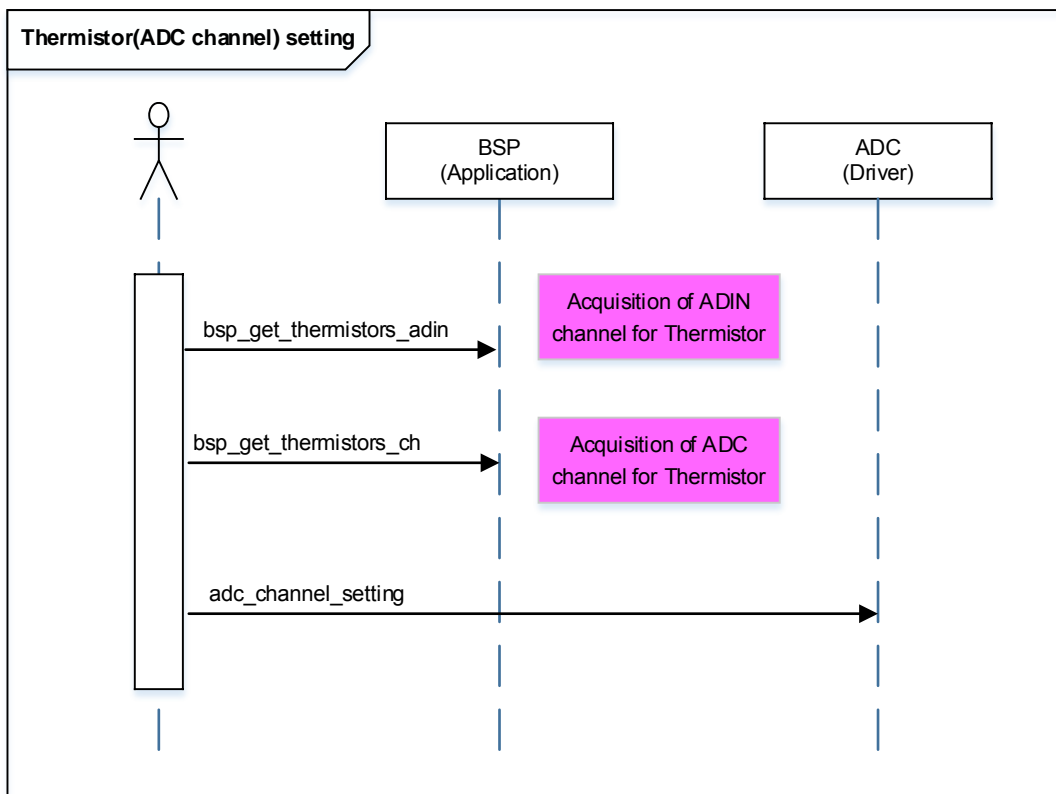 Thermistor(ADC channel) setting
BSP
(Application)
ADC
(Driver)
Acquisition of ADIN
channel for Thermistor
bsp_get_thermistors_adin
Acquisition of ADC
channel for Thermistor
bsp_get_thermistors_ch
adc_channel_setting